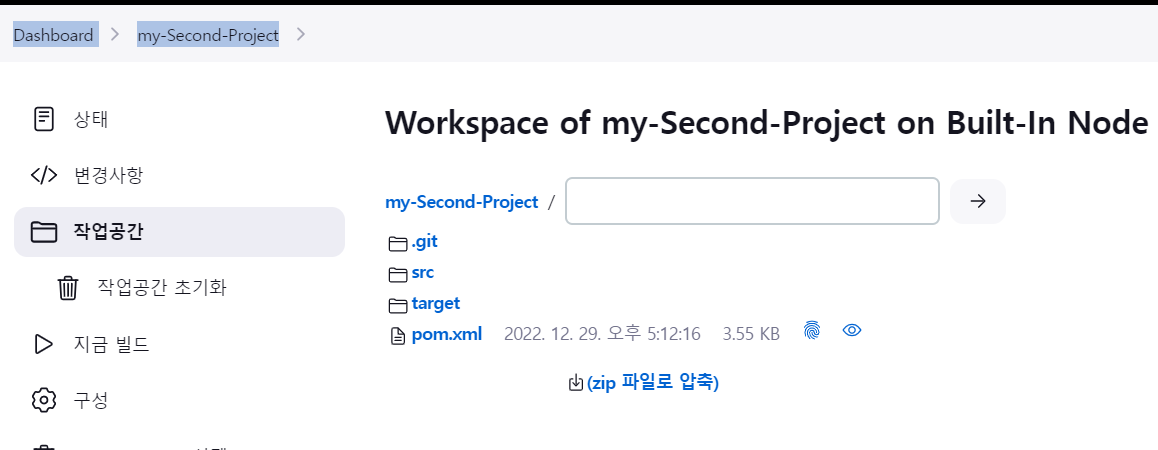 Dashboard my-Second-Project
상태
변경사항
작업공간
작업공간 초기화
지금 빌드
구성
Workspace of my-Second-Project on Built-In Node
my-Second-Project /
.git
src
target
pom.xml 2022. 12. 29. 오후 5:12:16 3.55 KB
(zip 파일로 압축)